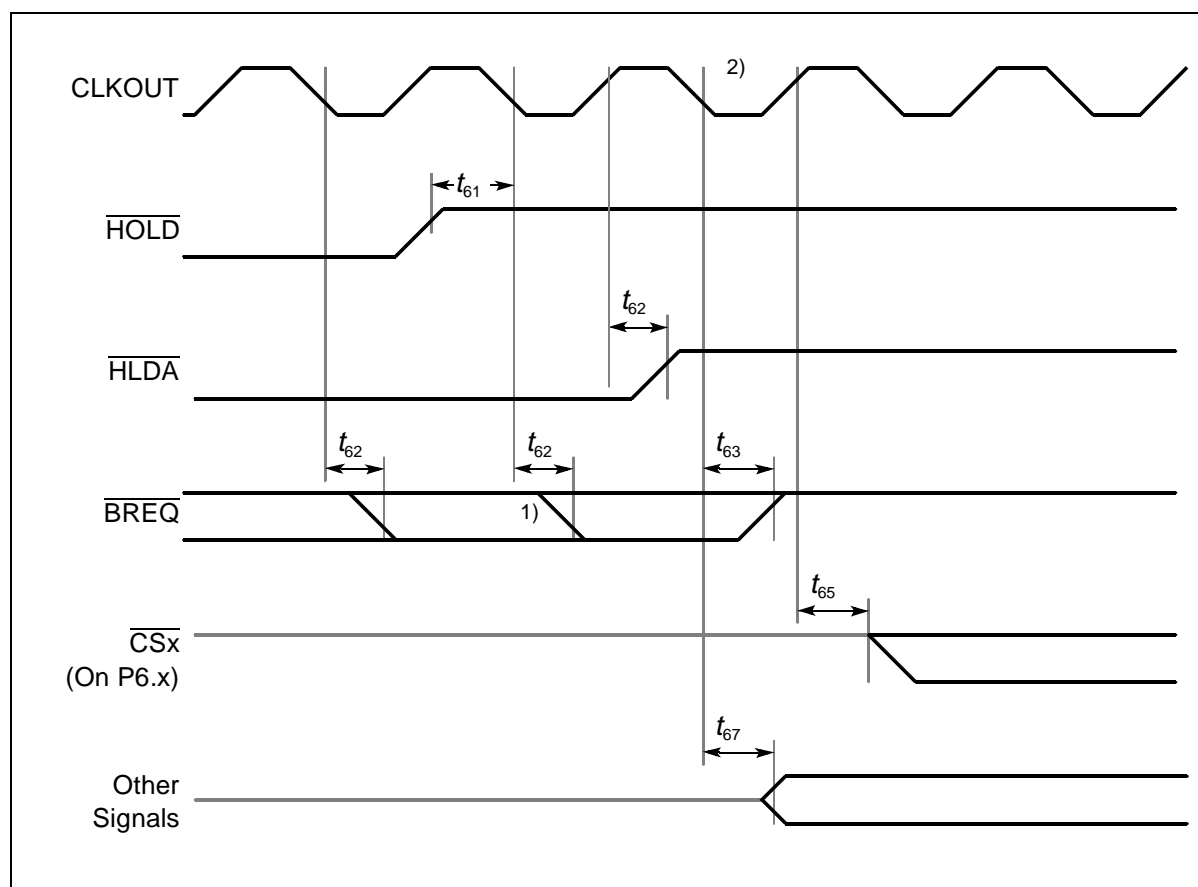 CLKOUT
2)
t61
HOLD
t62
HLDA
t62
t62
t63
BREQ
1)
t65
CSx
(On P6.x)
t67
Other
Signals